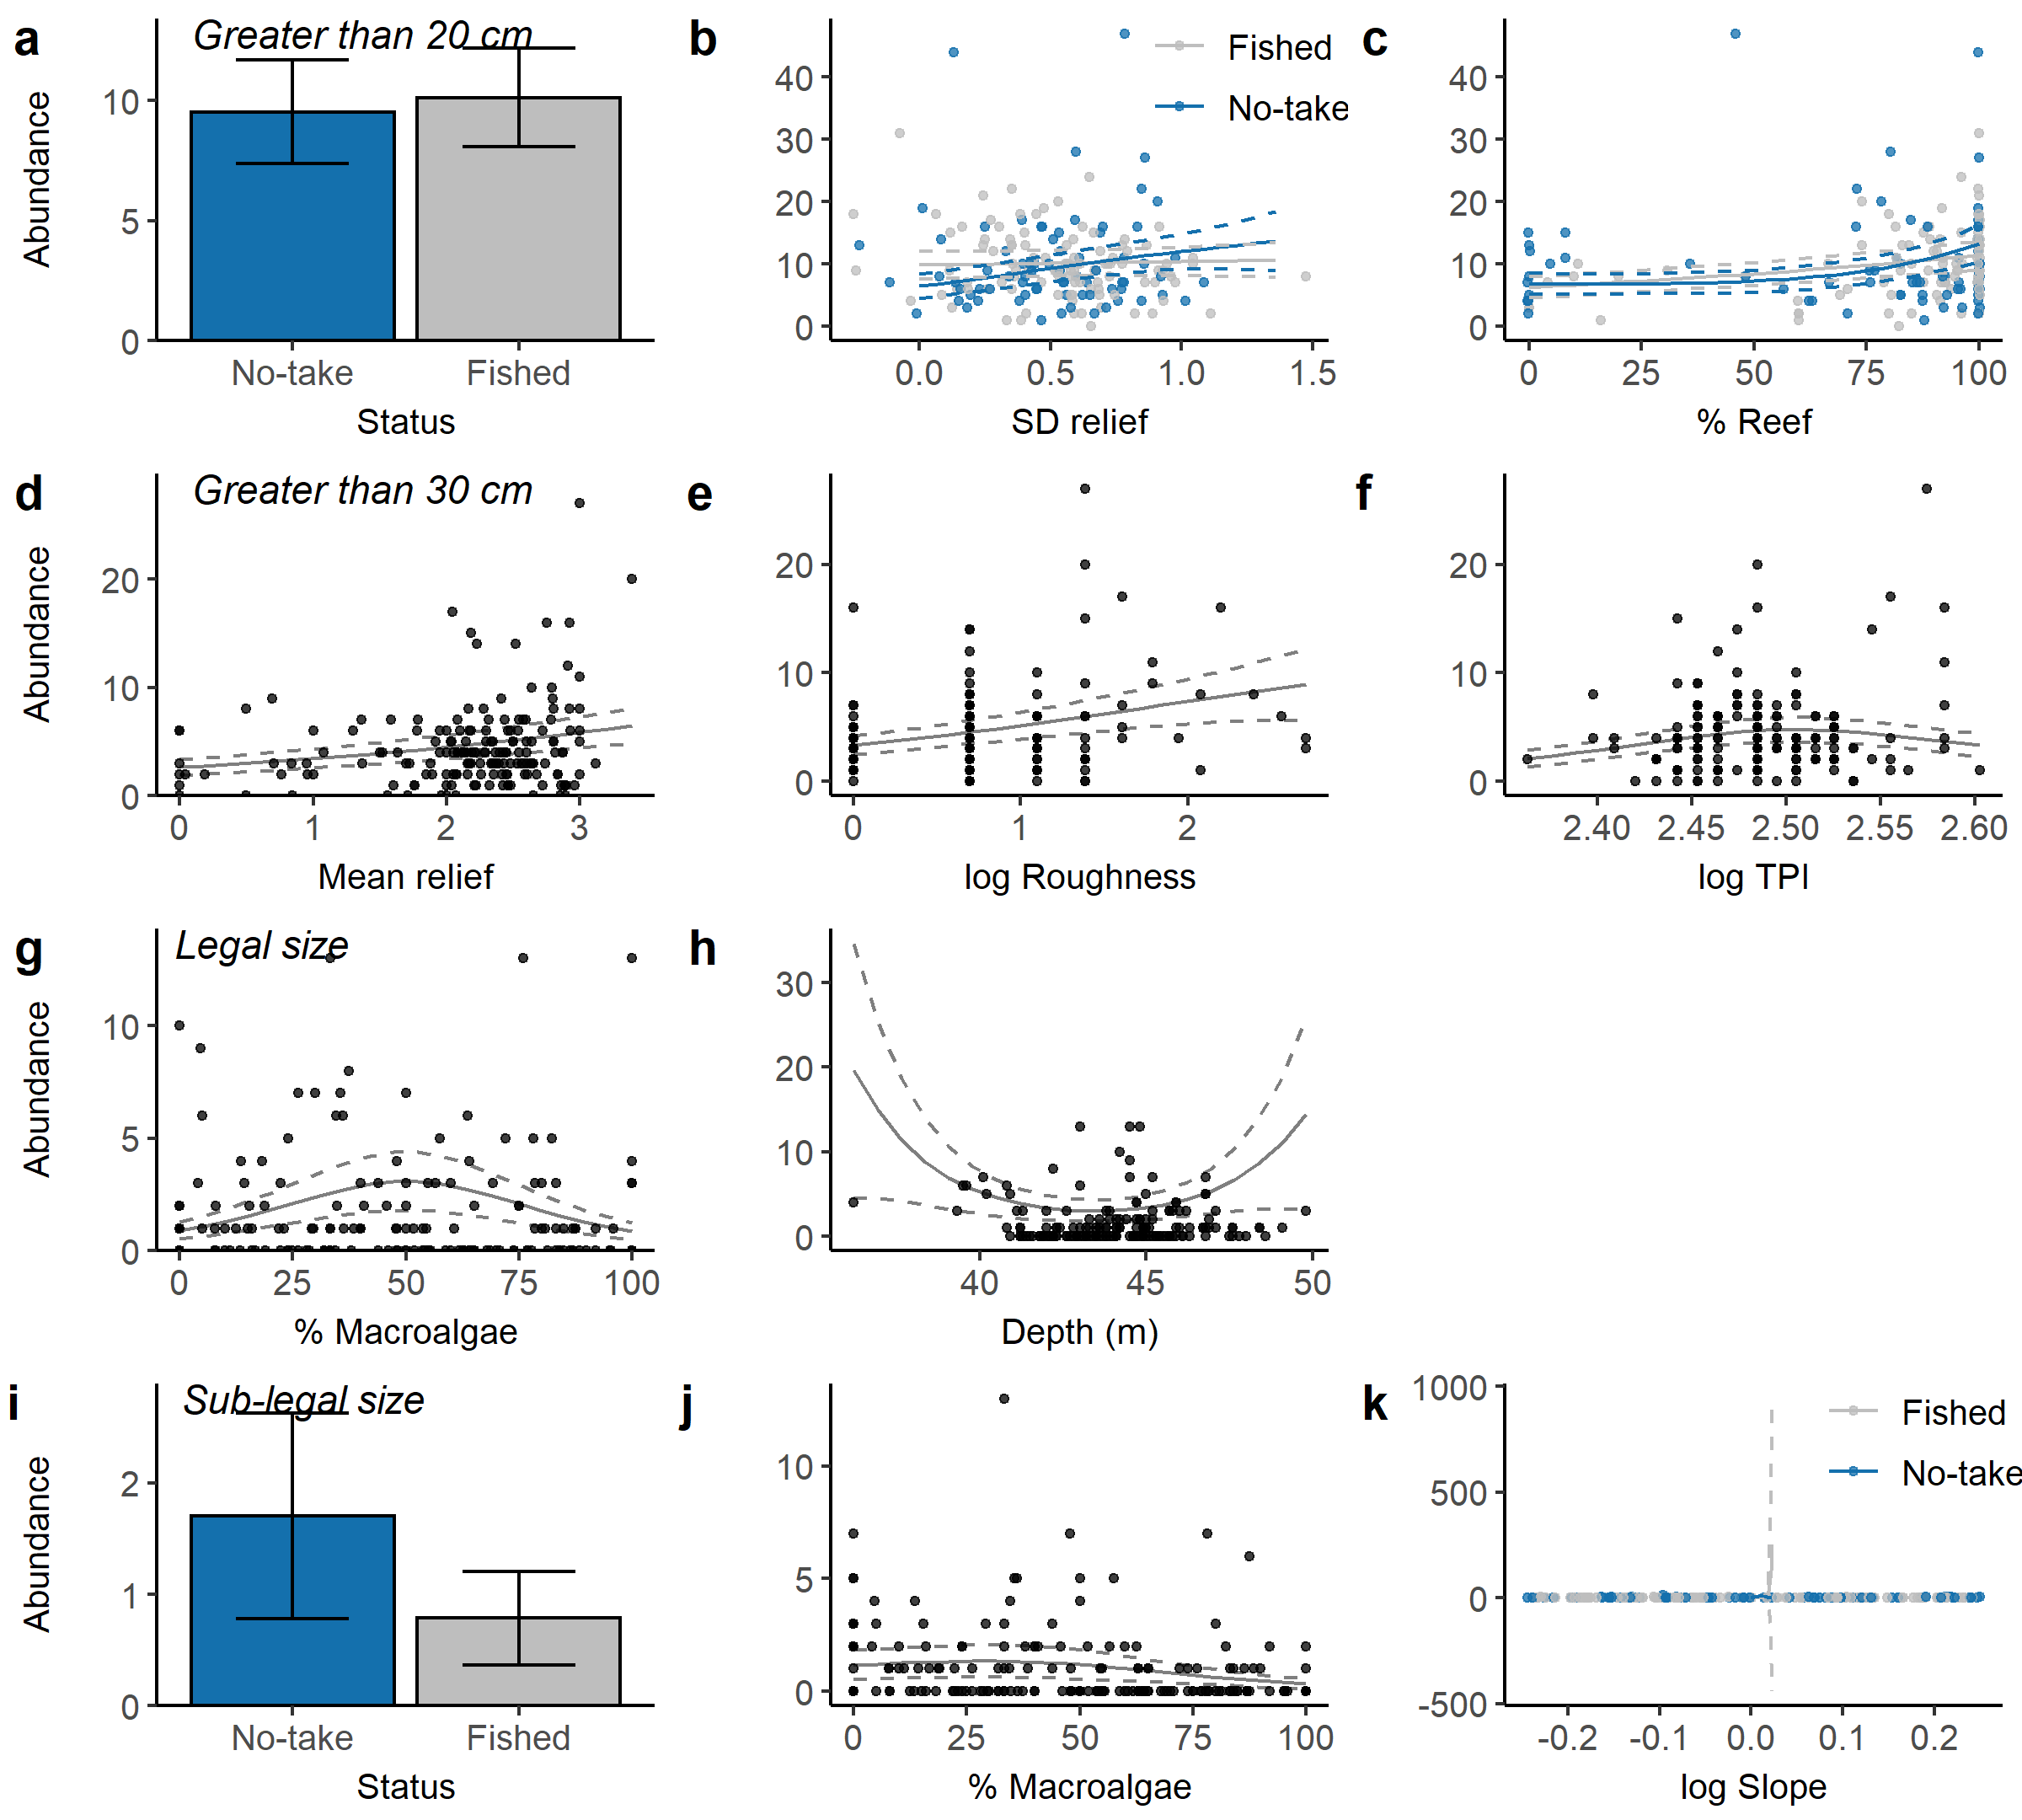 a
Greater than 20 cm
Abundance
10
5
0
No-take
Fished
Status
b
Fished
No-take
40
30
20
10
0
0.0
0.5
1.0
1.5
SD relief
c
40
30
20
10
0
0
25
50
75
100
% Reef
d
Greater than 30 cm
Abundance
20
10
0
0
1
2
3
Mean relief
e
20
10
0
0
1
2
log Roughness
f
20
10
0
2.40
2.45
2.50
2.55
2.60
log TPI
g
Legal size
Abundance
10
5
0
0
25
50
75
100
% Macroalgae
h
30
20
10
0
40
45
50
Depth (m)
i
Sub-legal size
Abundance
2
1
0
No-take
Fished
Status
j
10
5
0
0
25
50
75
100
% Macroalgae
k
Fished
No-take
1000
500
0
-500
-0.2
-0.1
0.0
0.1
0.2
log Slope